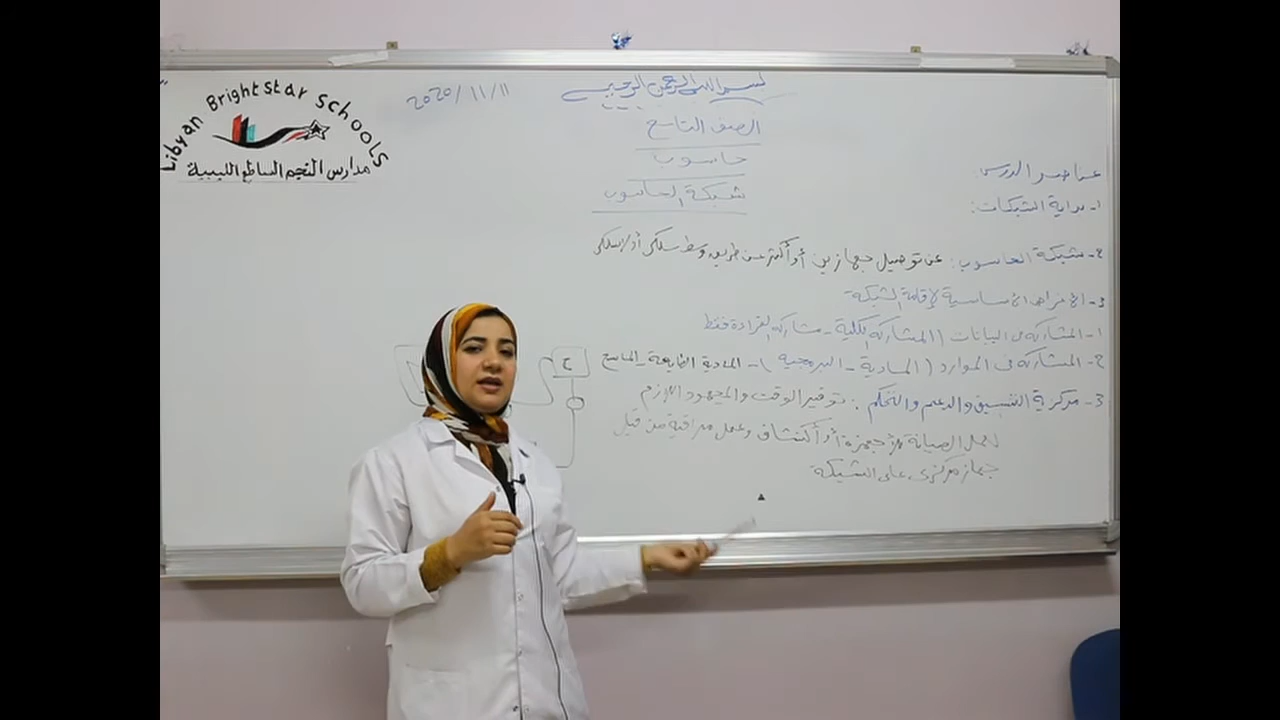 Libyan Bright Star Schools
مدارس النجم الساطع الليبية
2020/11/11
بسم الله الرحمن الرحيم
الصف التاسع
حاسوب
شبكة الحاسوب
عناصر الدرس:
1- بداية الشبكات:
2- شبكة الحاسوب: عن توصيل جهازين أو أكثر عن طريق وسط سلكي أو لاسلكي
3- الأغراض الأساسية لإقامة الشبكة
1- المشاركة في البيانات (المشاركة الكلية - مشاركة القراءة فقط
2- المشاركة في الموارد (المادية - البرمجية) - المادية الطابعة - الماسح
3- مركزية التنسيق والدعم والتحكم: توفير الوقت والمجهود اللازم
لعمل الصيانة للأجهزة أو اكتشاف وعمل مراقبة من قبل
جهاز مركزي على الشبكة
ح